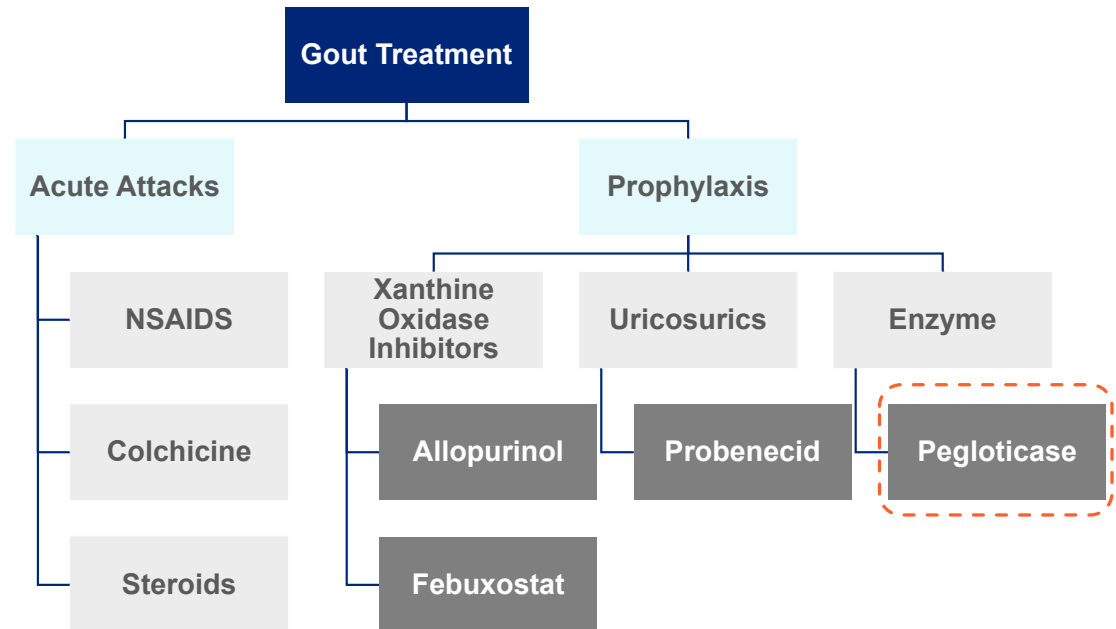 Gout Treatment
Acute Attacks
Prophylaxis
NSAIDS
Xanthine
Oxidase
Inhibitors
Uricosurics
Enzyme
Colchicine
Allopurinol
Probenecid
Pegloticase
Steroids
Febuxostat